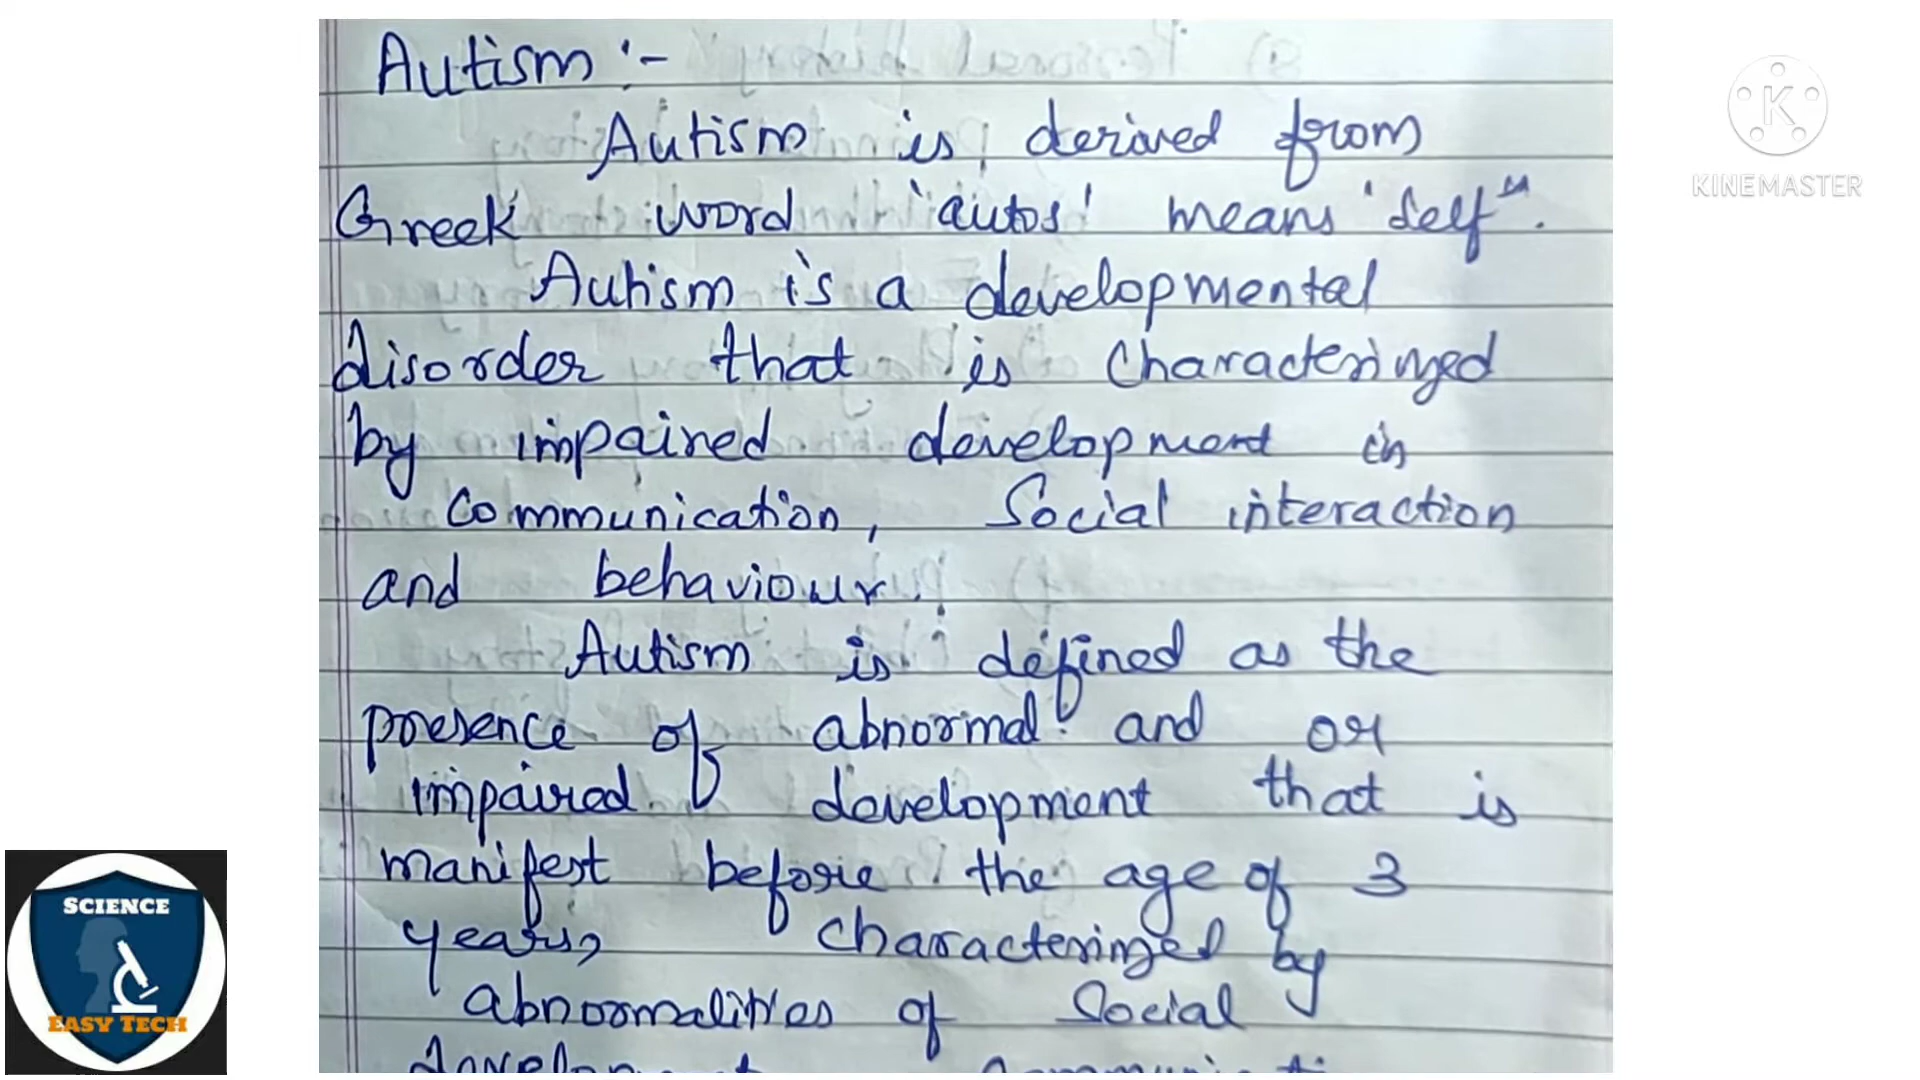 Autism :-
Autism is derived from
Greek word 'autos' means 'self".
Autism is a developmental
disorder that is characterized
by impaired development in
communication, Social interaction
and behaviour.
Autism is defined as the
presence of abnormal and or
impaired development that is
manifest before the age of 3
years, characterized by
abnormalities of Social
development communicati
KINEMASTER
SCIENCE
EASY TECH